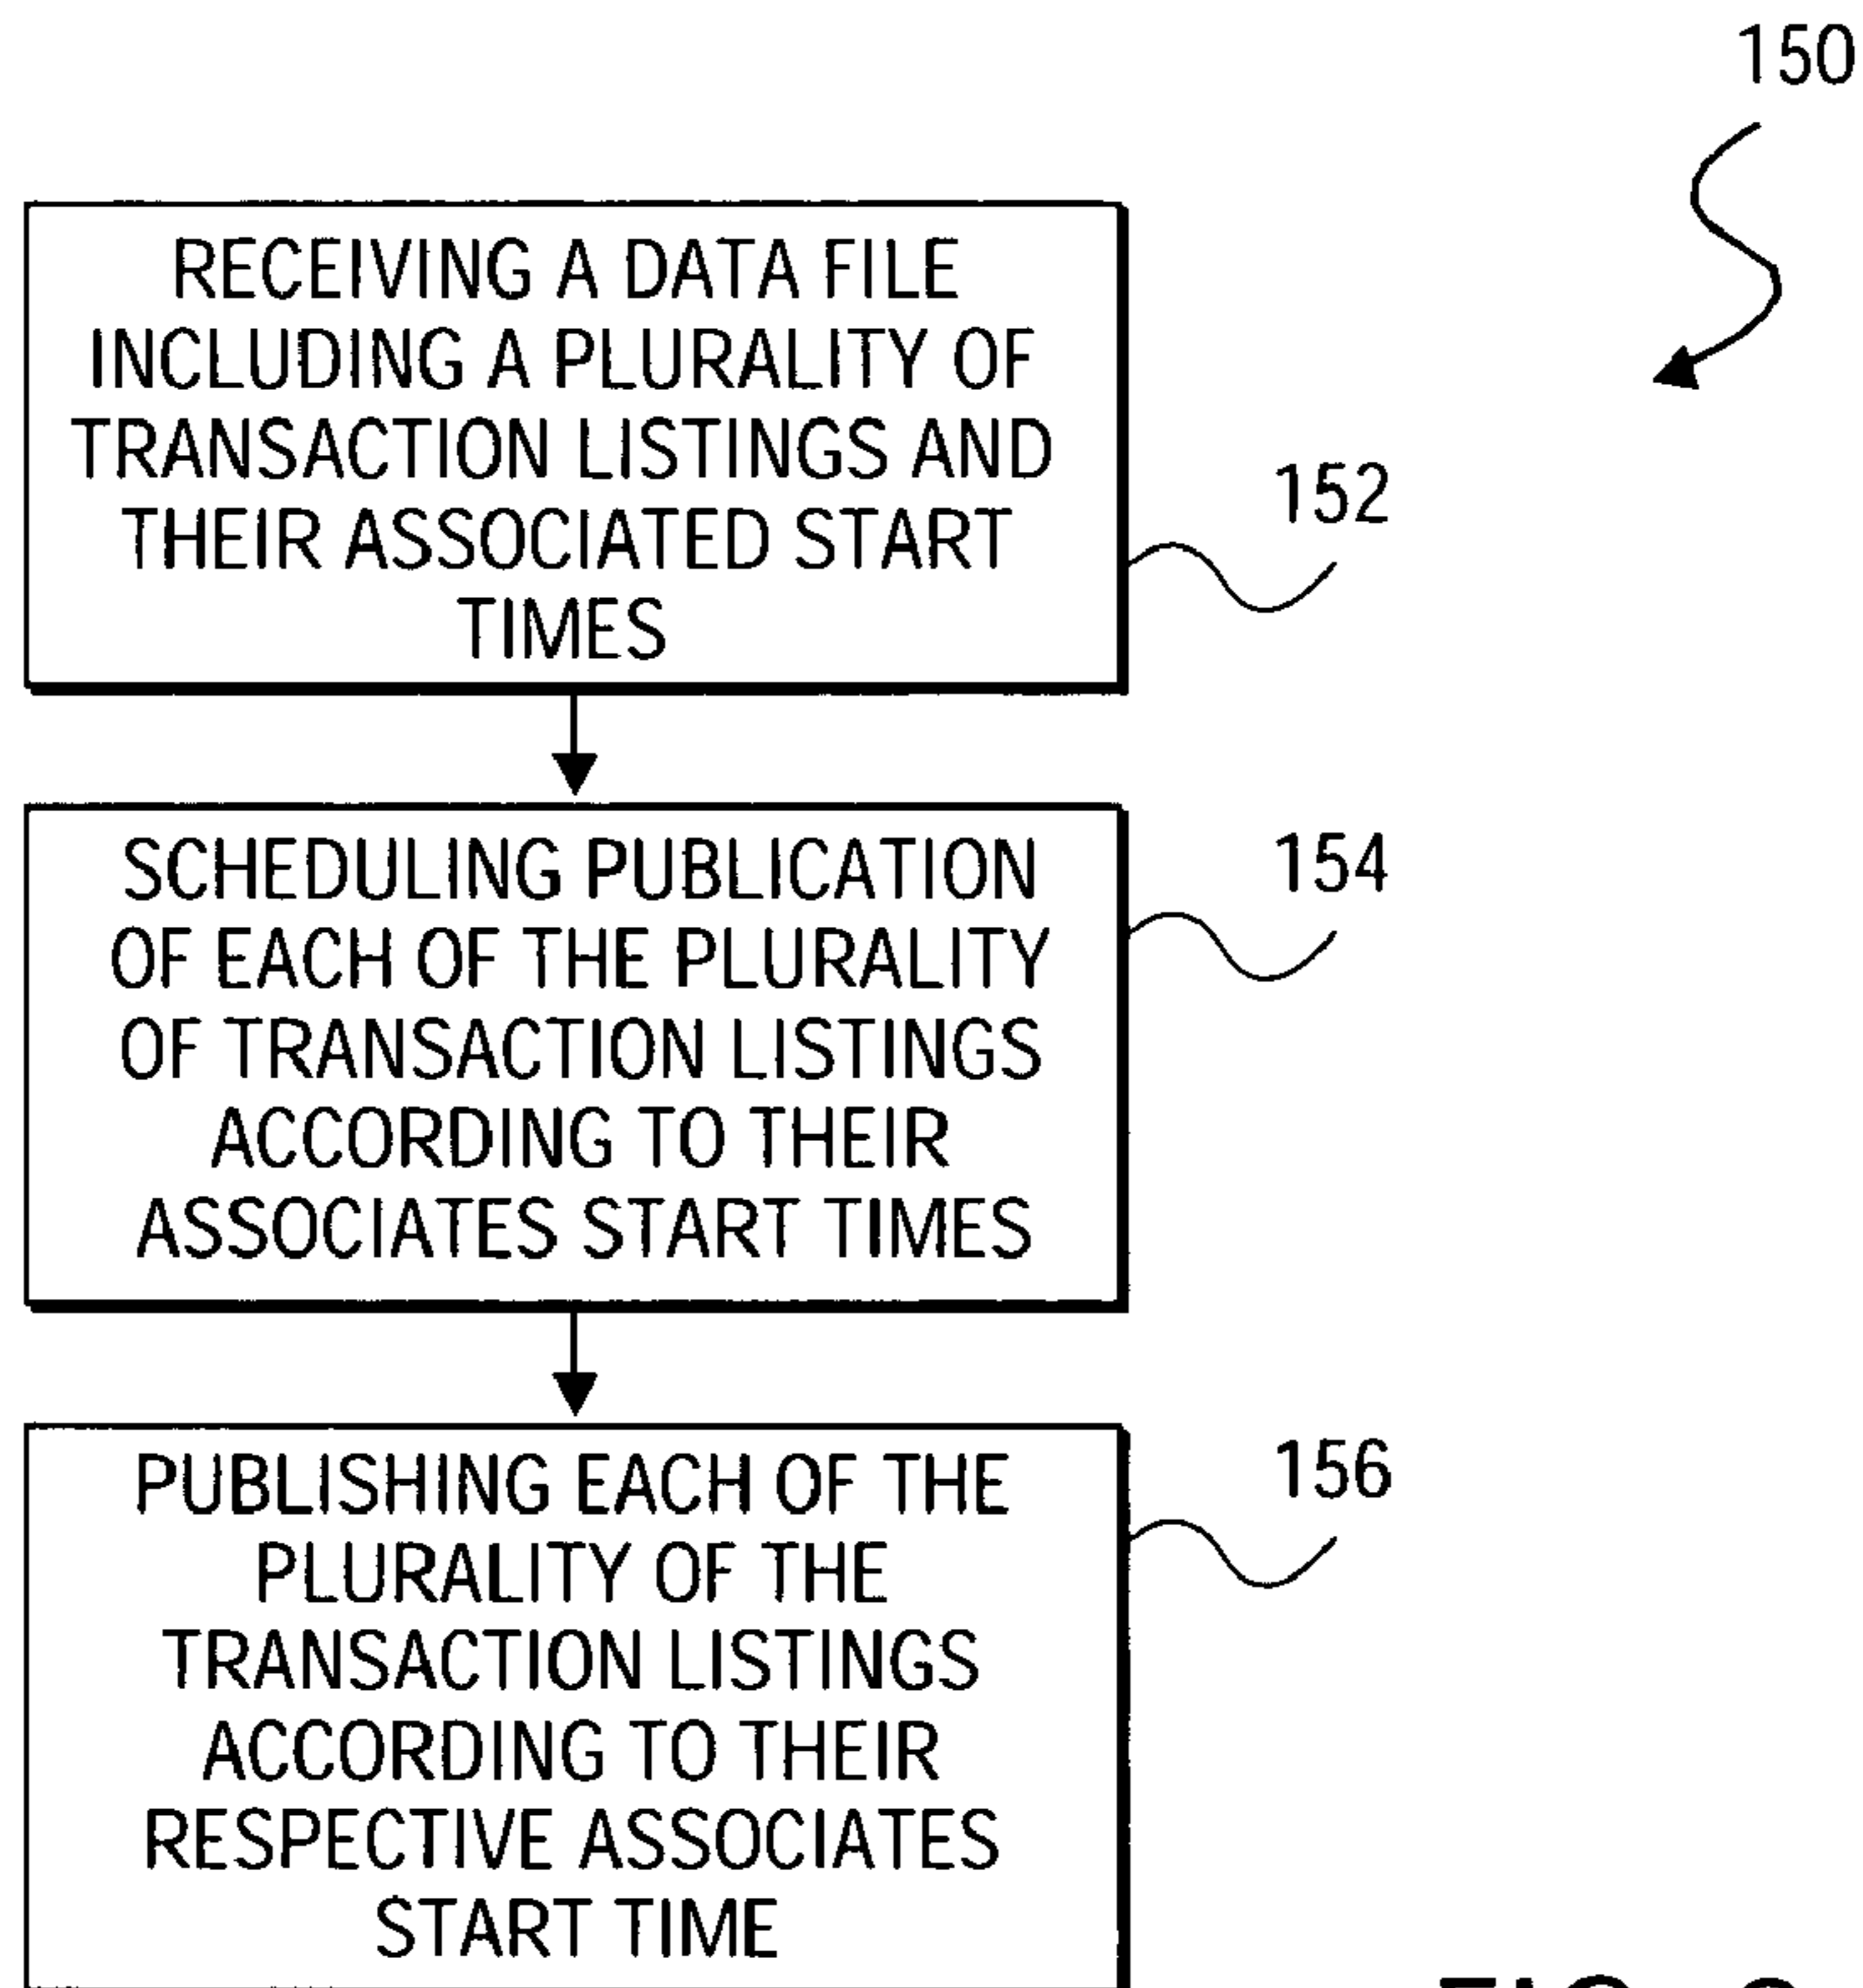 150
RECEIVING A DATA FILE
INCLUDING A PLURALITY OF
TRANSACTION LISTINGS AND
THEIR ASSOCIATED START
TIMES
152
SCHEDULING PUBLICATION
OF EACH OF THE PLURALITY
OF TRANSACTION LISTINGS
ACCORDING TO THEIR
ASSOCIATES START TIMES
154
PUBLISHING EACH OF THE
PLURALITY OF THE
TRANSACTION LISTINGS
ACCORDING TO THEIR
RESPECTIVE ASSOCIATES
START TIME
156